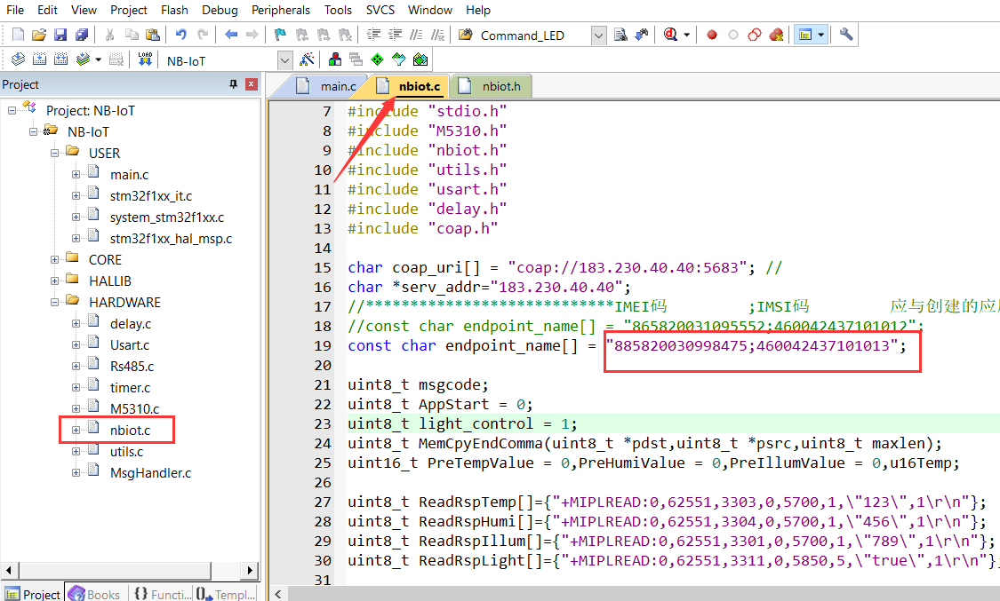 File Edit View Project Flash Debug Peripherals Tools SVCS Window Help
Command_LED
LOAD NB-IoT
Project
main.c nbiot.c nbiot.h
Project: NB-IoT
NB-IoT
USER
main.c
stm32f1xx_it.c
system_stm32f1xx.c
stm32f1xx_hal_msp.c
CORE
HALLIB
HARDWARE
delay.c
Usart.c
Rs485.c
timer.c
M5310.c
nbiot.c
utils.c
MsgHandler.c
Project Books {} Functi... Templ...
7 #include "stdio.h"
8 #include "M5310.h"
9 #include "nbiot.h"
10 #include "utils.h"
11 #include "usart.h"
12 #include "delay.h"
13 #include "coap.h"
14
15 char coap_uri[] = "coap://183.230.40.40:5683"; //
16 char *serv_addr="183.230.40.40";
17 //****************************IMEI码 ;IMSI码 应与创建的应
18 //const char endpoint_name[] = "865820031095552;460042437101012";
19 const char endpoint_name[] = "885820030998475;460042437101013";
20
21 uint8_t msgcode;
22 uint8_t AppStart = 0;
23 uint8_t light_control = 1;
24 uint8_t MemCpyEndComma(uint8_t *pdst,uint8_t *psrc,uint8_t maxlen);
25 uint16_t PreTempValue = 0,PreHumiValue = 0,PreIllumValue = 0,u16Temp;
26
27 uint8_t ReadRspTemp[]={"+MIPLREAD:0,62551,3303,0,5700,1,\"123\",1\r\n"};
28 uint8_t ReadRspHumi[]={"+MIPLREAD:0,62551,3304,0,5700,1,\"456\",1\r\n"};
29 uint8_t ReadRspIllum[]={"+MIPLREAD:0,62551,3301,0,5700,1,\"789\",1\r\n"};
30 uint8_t ReadRspLight[]={"+MIPLREAD:0,62551,3311,0,5850,5,\"true\",1\r\n"};
31